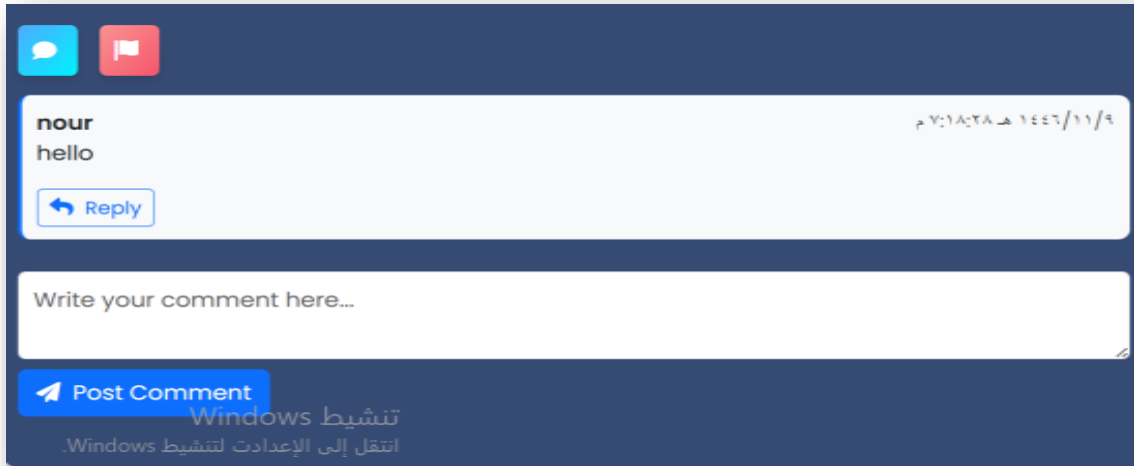 nour
١٤٤٦/١١/٩ هـ ٧:١٨:٢٨ م
hello
Reply
Write your comment here...
Post Comment
تنشيط Windows
انتقل إلى الإعدادت لتنشيط Windows.